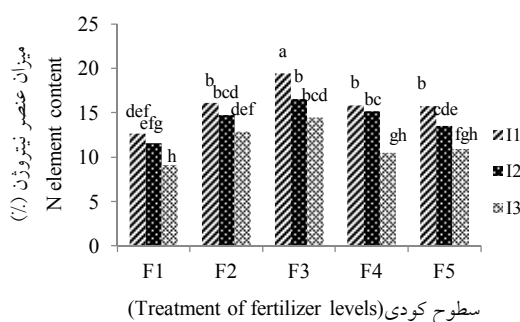 میزان عنصر نیتروژن (٪)
N element content
25
20
15
10
5
0
def
efg
h
b
bcd
def
a
b
bcd
b
bc
gh
b
cde
fgh
I1
I2
I3
F1 F2 F3 F4 F5
سطوح کودی(Treatment of fertilizer levels)